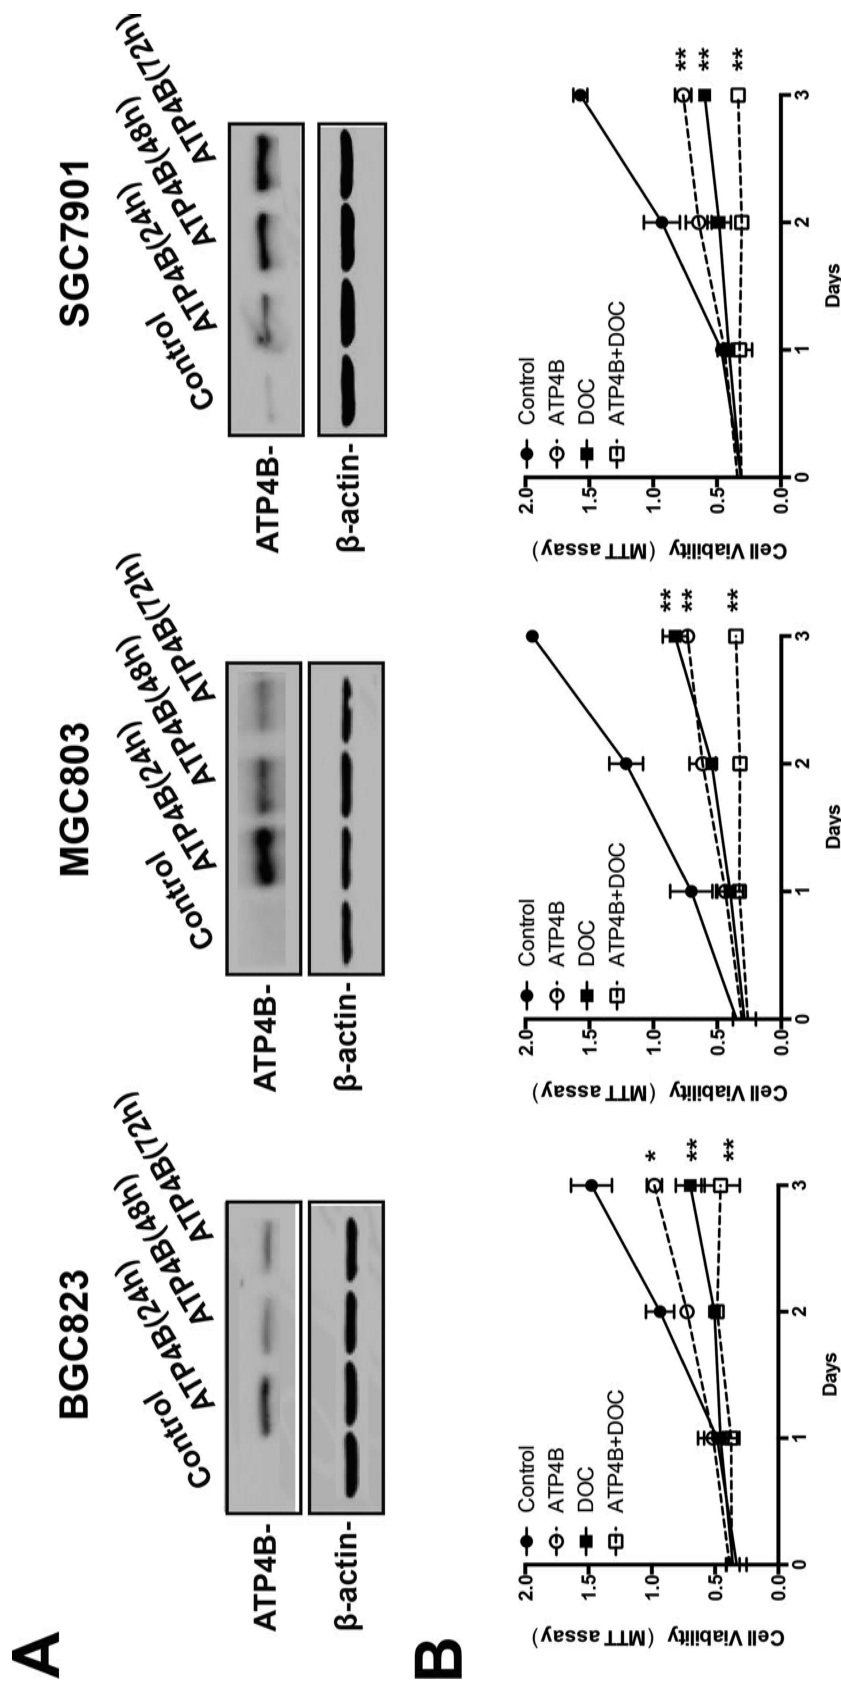 A
BGC823
MGC803
SGC7901
Control ATP4B(24h) ATP4B(48h) ATP4B(72h)
Control ATP4B(24h) ATP4B(48h) ATP4B(72h)
Control ATP4B(24h) ATP4B(48h) ATP4B(72h)
ATP4B-
ATP4B-
ATP4B-
β-actin-
β-actin-
β-actin-
B
Cell Viability (MTT assay)
2.0
1.5
1.0
0.5
0.0
Control
ATP4B
DOC
ATP4B+DOC
*
**
**
0 1 2 3
Days
Cell Viability (MTT assay)
2.0
1.5
1.0
0.5
0.0
Control
ATP4B
DOC
ATP4B+DOC
**
**
**
0 1 2 3
Days
Cell Viability (MTT assay)
2.0
1.5
1.0
0.5
0.0
Control
ATP4B
DOC
ATP4B+DOC
**
**
**
0 1 2 3
Days